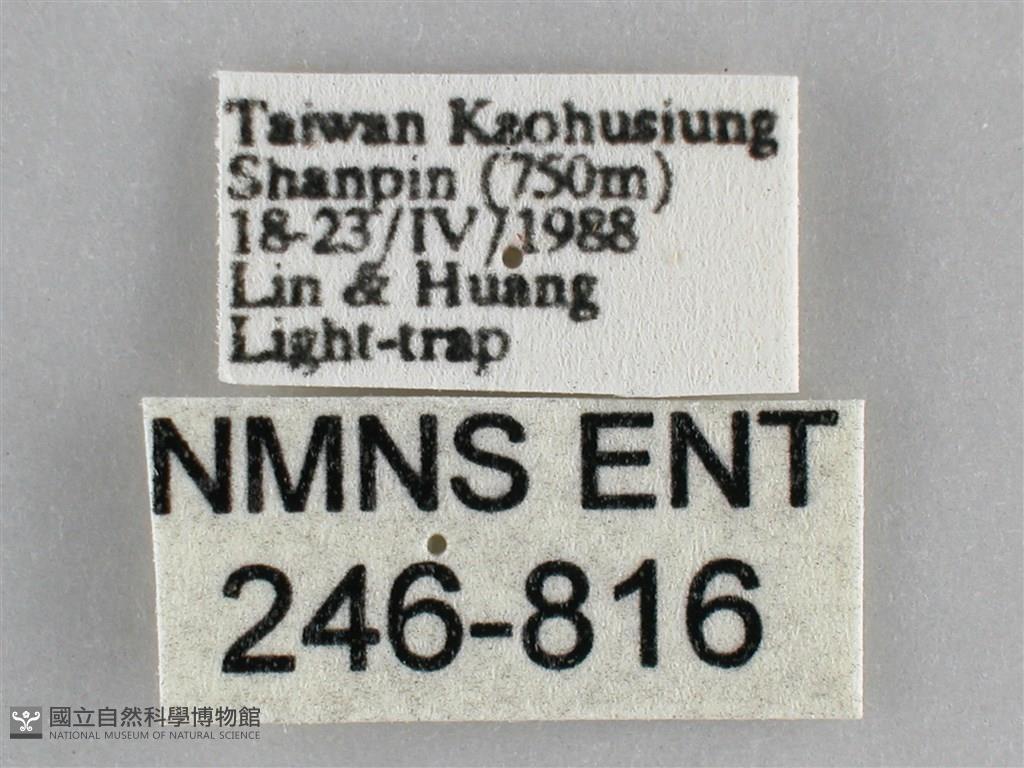 Taiwan Kaohusiung
Shanpin (750m)
18-23/IV/1988
Lin & Huang
Light-trap
NMNS ENT
246-816
國立自然科學博物館
NATIONAL MUSEUM OF NATURAL SCIENCE